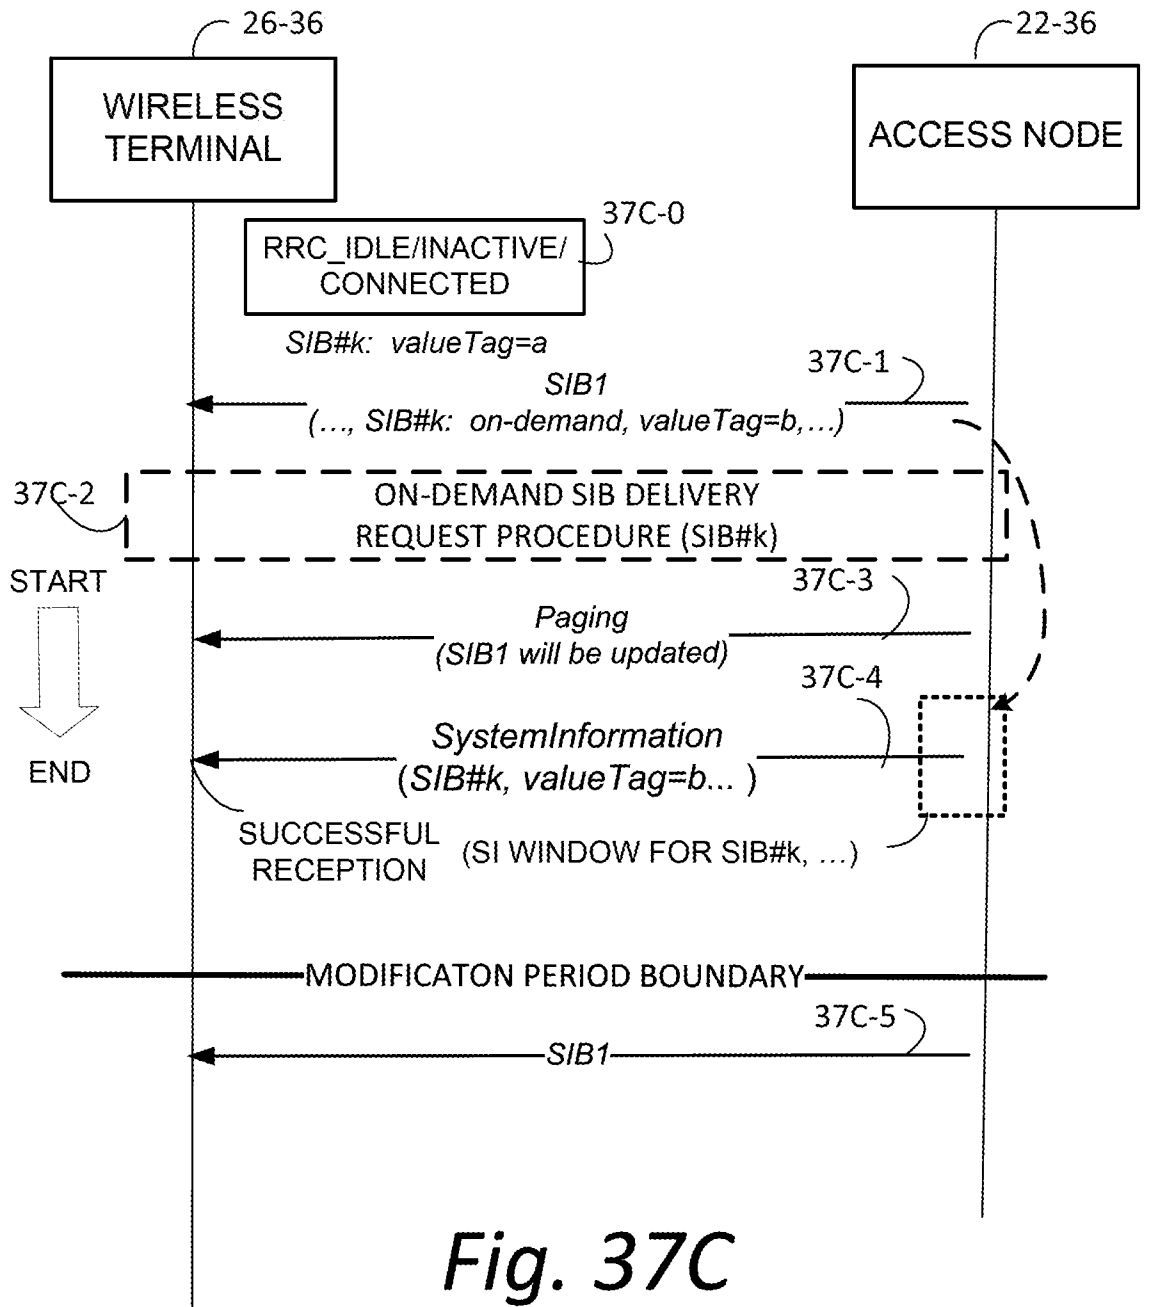 26-36
22-36
WIRELESS
TERMINAL
ACCESS NODE
37C-0
RRC_IDLE/INACTIVE/
CONNECTED
SIB#k: valueTag=a
37C-1
SIB1
(…, SIB#k: on-demand, valueTag=b,…)
37C-2
ON-DEMAND SIB DELIVERY
REQUEST PROCEDURE (SIB#k)
START
37C-3
Paging
(SIB1 will be updated)
37C-4
SystemInformation
(SIB#k, valueTag=b... )
END
SUCCESSFUL
RECEPTION
(SI WINDOW FOR SIB#k, …)
MODIFICATON PERIOD BOUNDARY
37C-5
SIB1
Fig. 37C